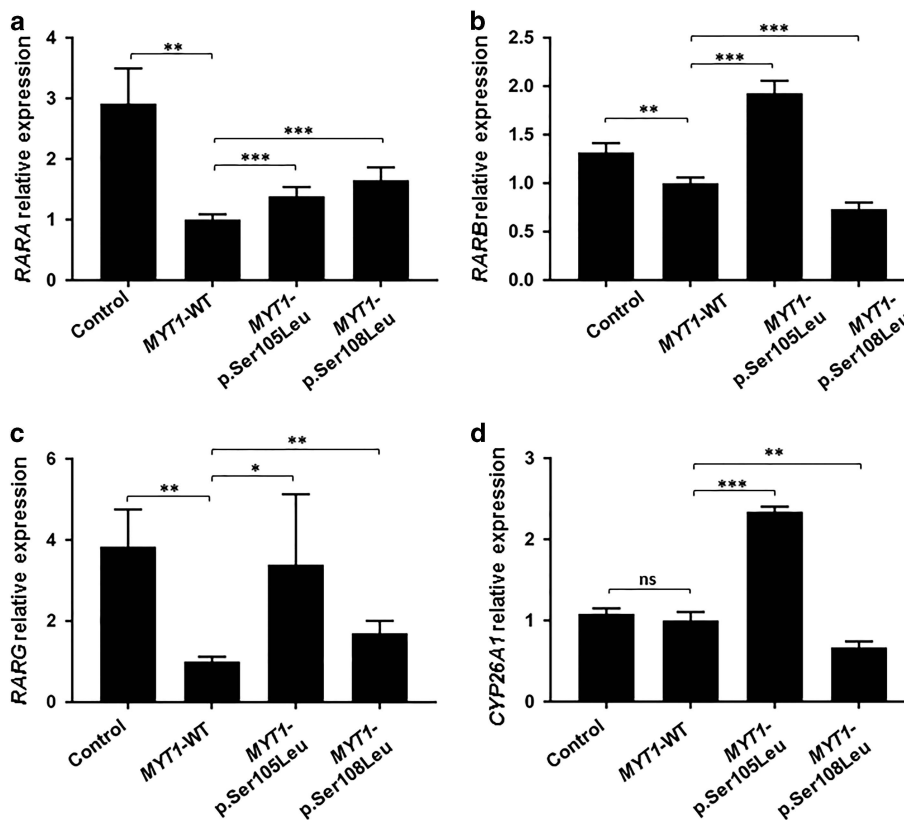 a
RARA relative expression
4
3
2
1
0
**
***
***
Control
MYT1-WT
MYT1-
p.Ser105Leu
MYT1-
p.Ser108Leu
b
RARB relative expression
2.5
2.0
1.5
1.0
0.5
0.0
***
***
**
Control
MYT1-WT
MYT1-
p.Ser105Leu
MYT1-
p.Ser108Leu
c
RARG relative expression
6
4
2
0
**
*
**
Control
MYT1-WT
MYT1-
p.Ser105Leu
MYT1-
p.Ser108Leu
d
CYP26A1 relative expression
3
2
1
0
**
***
ns
Control
MYT1-WT
MYT1-
p.Ser105Leu
MYT1-
p.Ser108Leu